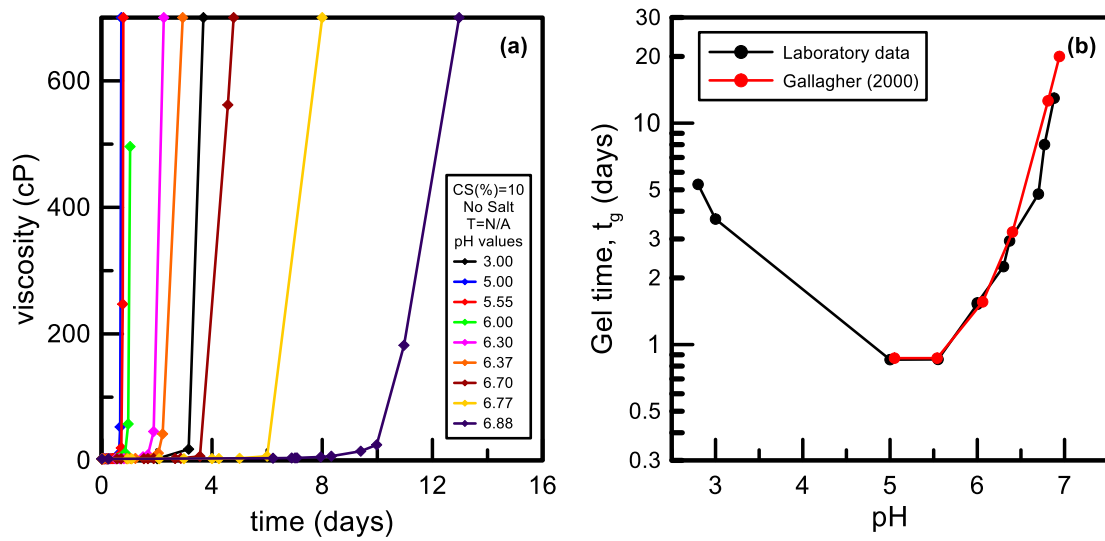 (a)
viscosity (cP)
600
400
200
0
0 4 8 12 16
time (days)
CS(%)=10
No Salt
T=N/A
pH values
3.00
5.00
5.55
6.00
6.30
6.37
6.70
6.77
6.88
(b)
Gel time, tg (days)
30
20
10
5
3
2
1
0.5
0.3
3 4 5 6 7
pH
Laboratory data
Gallagher (2000)